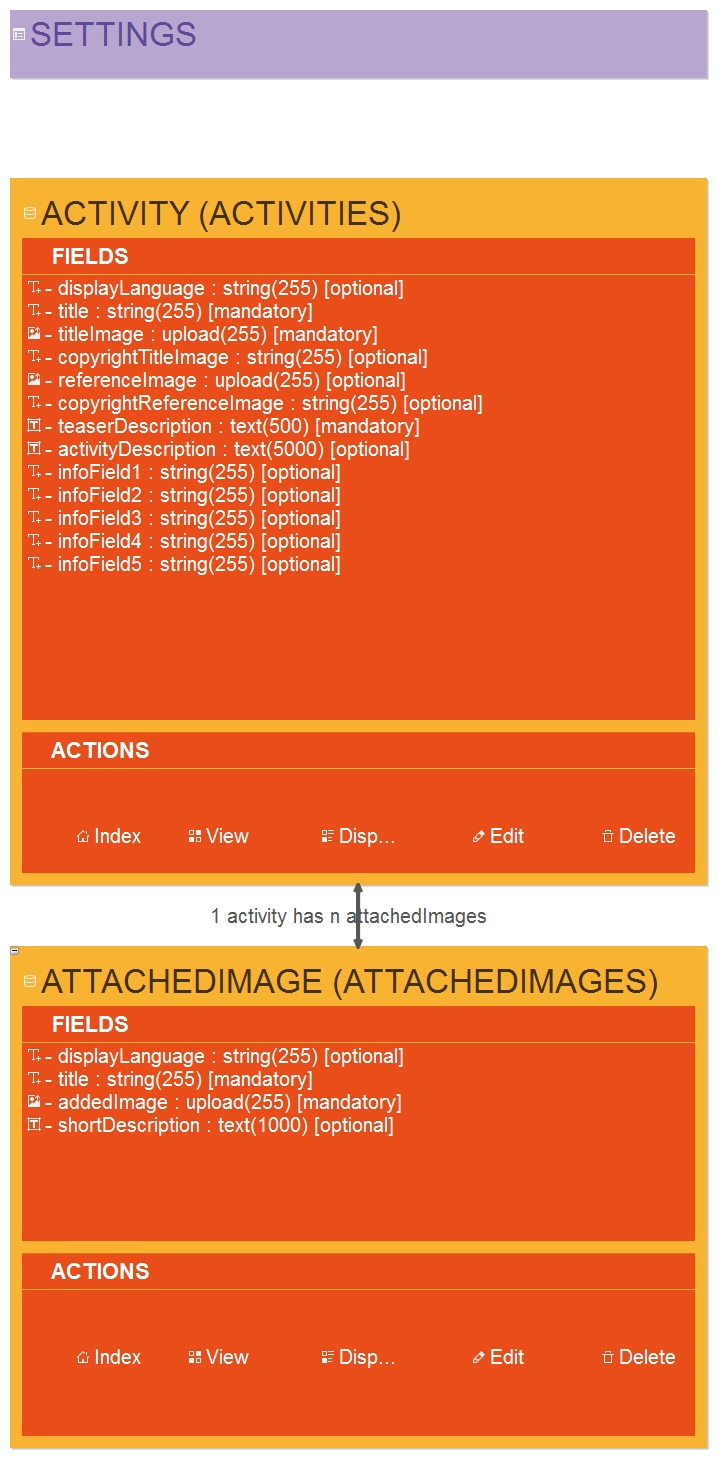 SETTINGS
ACTIVITY (ACTIVITIES)
FIELDS
- displayLanguage : string(255) [optional]
- title : string(255) [mandatory]
- titleImage : upload(255) [mandatory]
- copyrightTitleImage : string(255) [optional]
- referenceImage : upload(255) [optional]
- copyrightReferenceImage : string(255) [optional]
- teaserDescription : text(500) [mandatory]
- activityDescription : text(5000) [optional]
- infoField1 : string(255) [optional]
- infoField2 : string(255) [optional]
- infoField3 : string(255) [optional]
- infoField4 : string(255) [optional]
- infoField5 : string(255) [optional]
ACTIONS
Index View Disp... Edit Delete
1 activity has n attachedImages
ATTACHEDIMAGE (ATTACHEDIMAGES)
FIELDS
- displayLanguage : string(255) [optional]
- title : string(255) [mandatory]
- addedImage : upload(255) [mandatory]
- shortDescription : text(1000) [optional]
ACTIONS
Index View Disp... Edit Delete